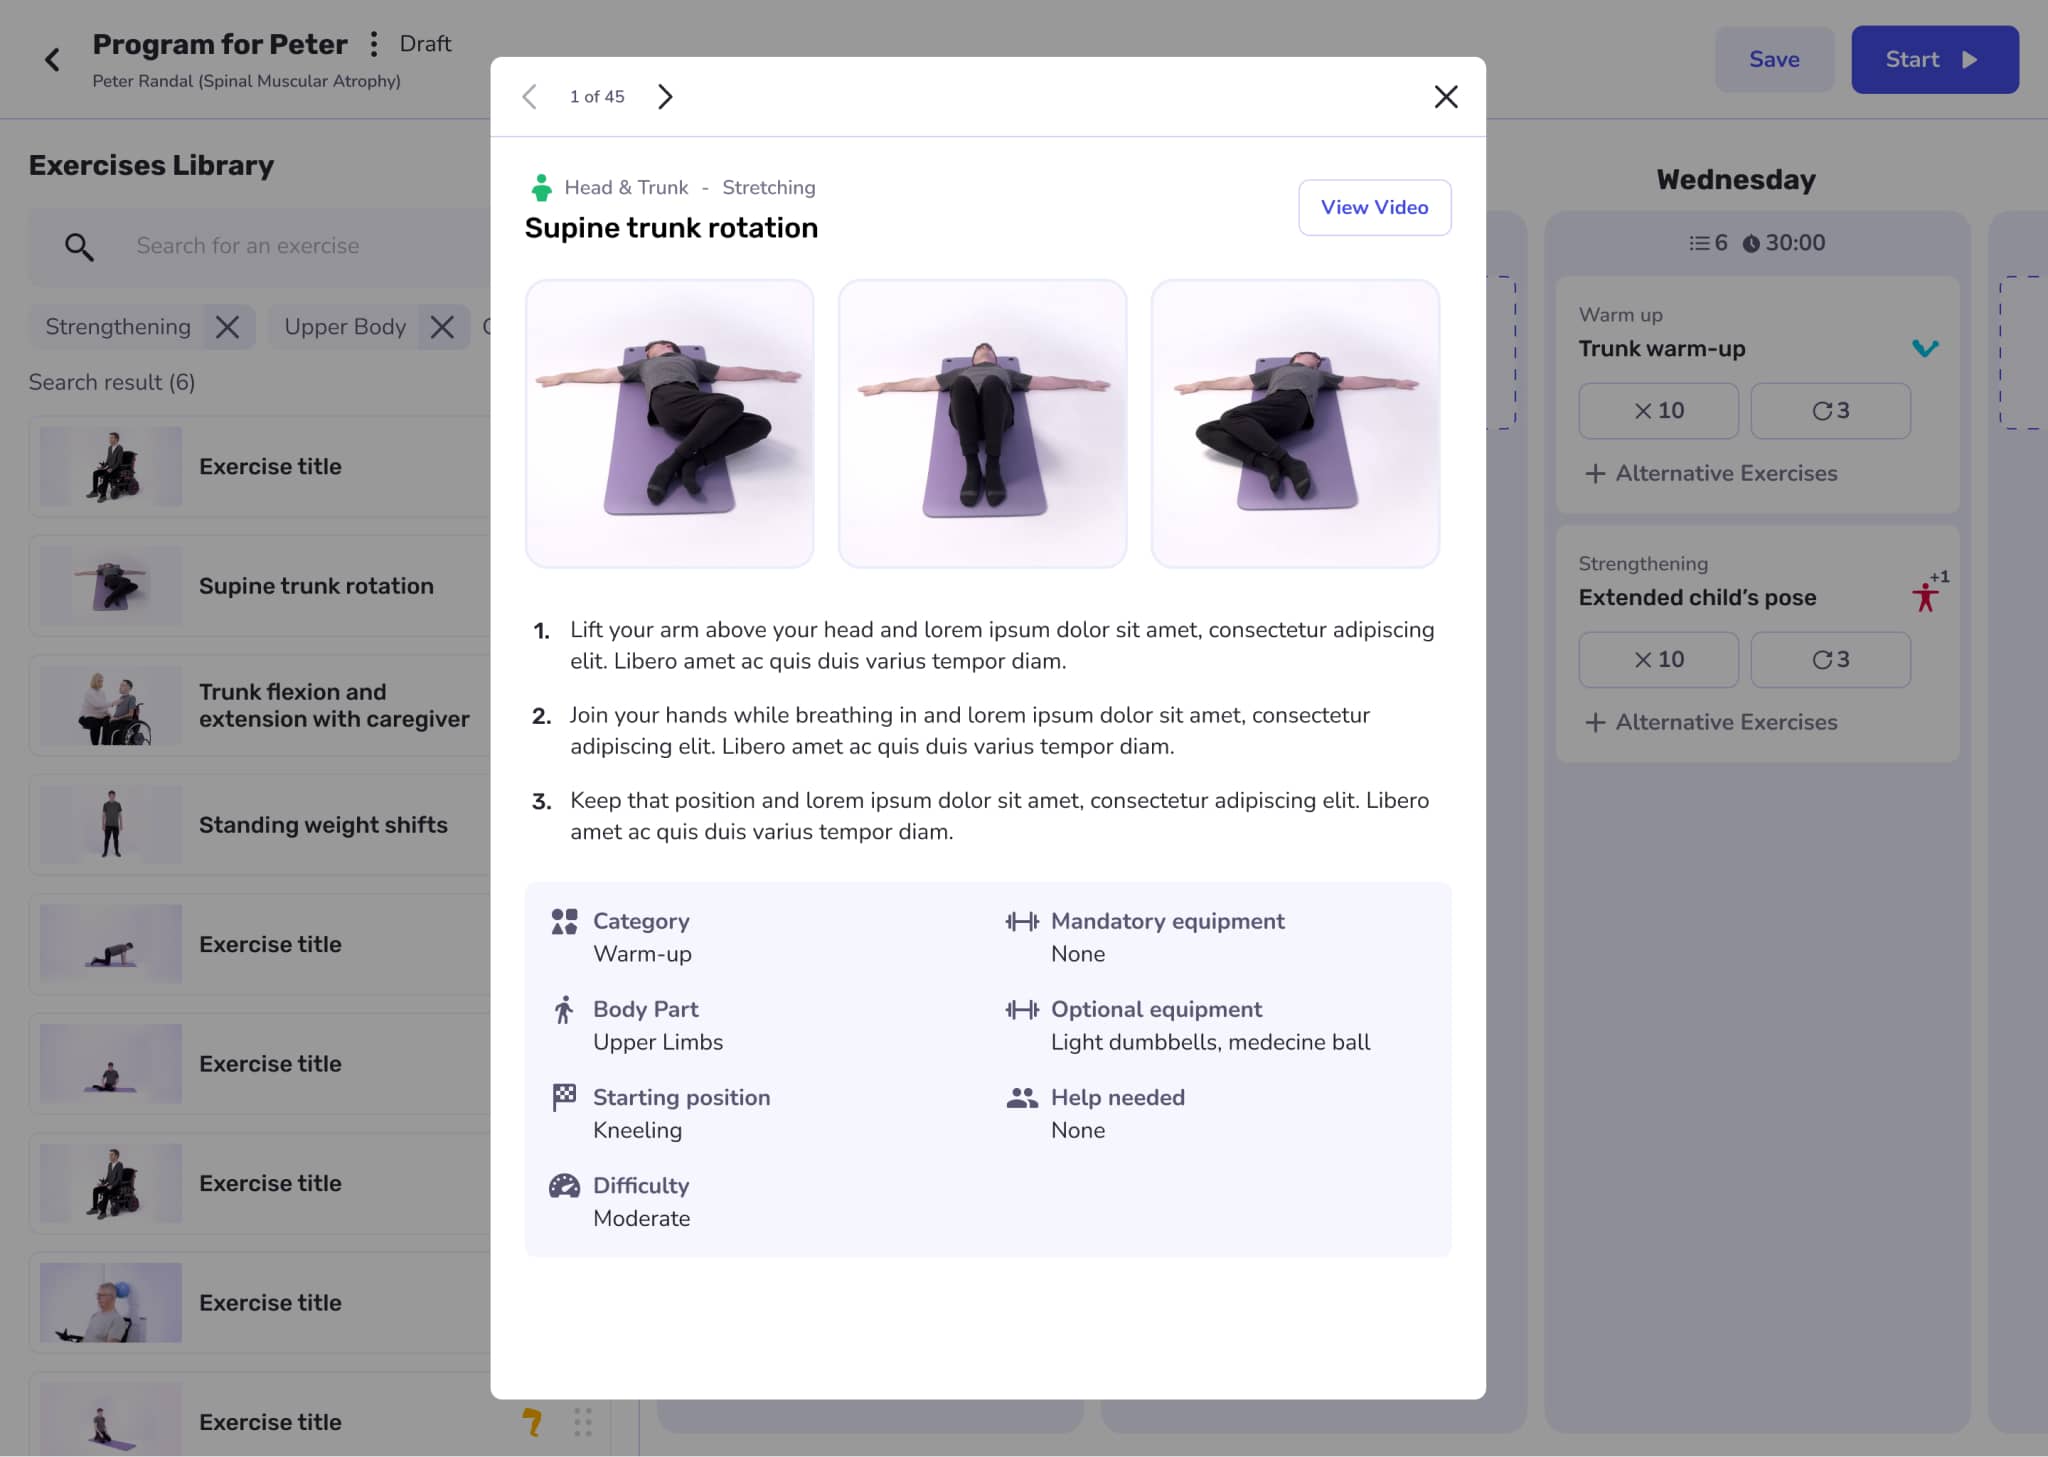 Program for Peter
Draft
Peter Randal (Spinal Muscular Atrophy)
Save
Start
Exercises Library
Search for an exercise
Strengthening
Upper Body
Search result (6)
Exercise title
Supine trunk rotation
Trunk flexion and
extension with caregiver
Standing weight shifts
Exercise title
Exercise title
Exercise title
Exercise title
Exercise title
1 of 45
Head & Trunk - Stretching
Supine trunk rotation
View Video
1. Lift your arm above your head and lorem ipsum dolor sit amet, consectetur adipiscing
elit. Libero amet ac quis duis varius tempor diam.
2. Join your hands while breathing in and lorem ipsum dolor sit amet, consectetur
adipiscing elit. Libero amet ac quis duis varius tempor diam.
3. Keep that position and lorem ipsum dolor sit amet, consectetur adipiscing elit. Libero
amet ac quis duis varius tempor diam.
Category
Warm-up
Body Part
Upper Limbs
Starting position
Kneeling
Difficulty
Moderate
Mandatory equipment
None
Optional equipment
Light dumbbells, medecine ball
Help needed
None
Wednesday
6 30:00
Warm up
Trunk warm-up
× 10
3
+ Alternative Exercises
Strengthening
+1
Extended child's pose
× 10
3
+ Alternative Exercises